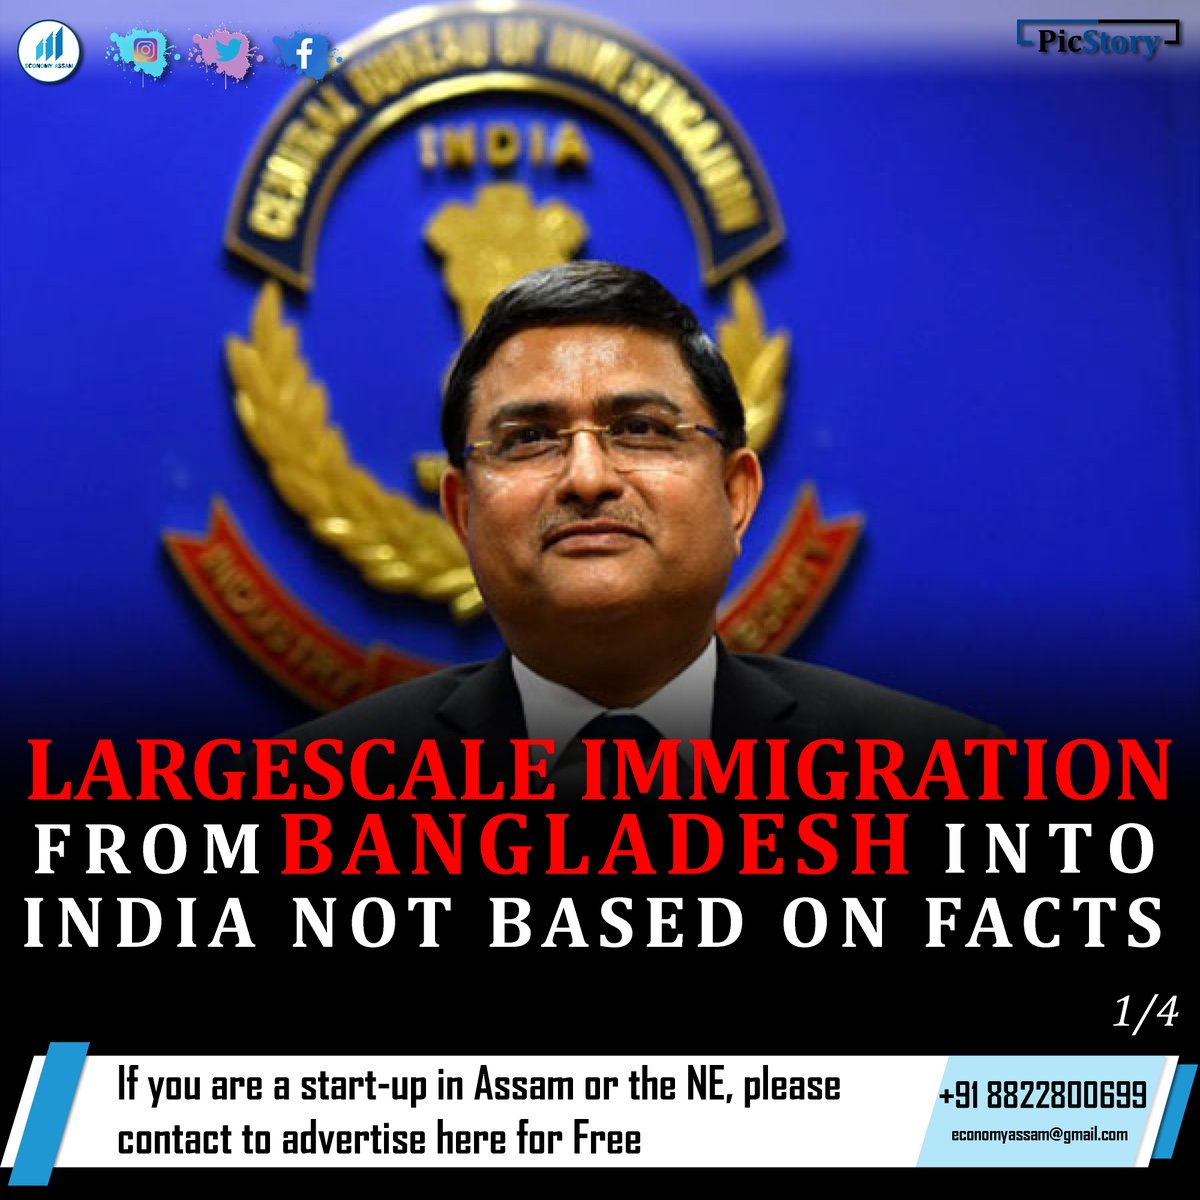 ECONOMY ASSAM
PicStory
CENTRAL BUREAU OF INVESTIGATION
INDIA
INDUSTRY
LARGESCALE IMMIGRATION
FROM BANGLADESH INTO
INDIA NOT BASED ON FACTS
1/4
If you are a start-up in Assam or the NE, please
contact to advertise here for Free
+91 8822800699
economyassam@gmail.com